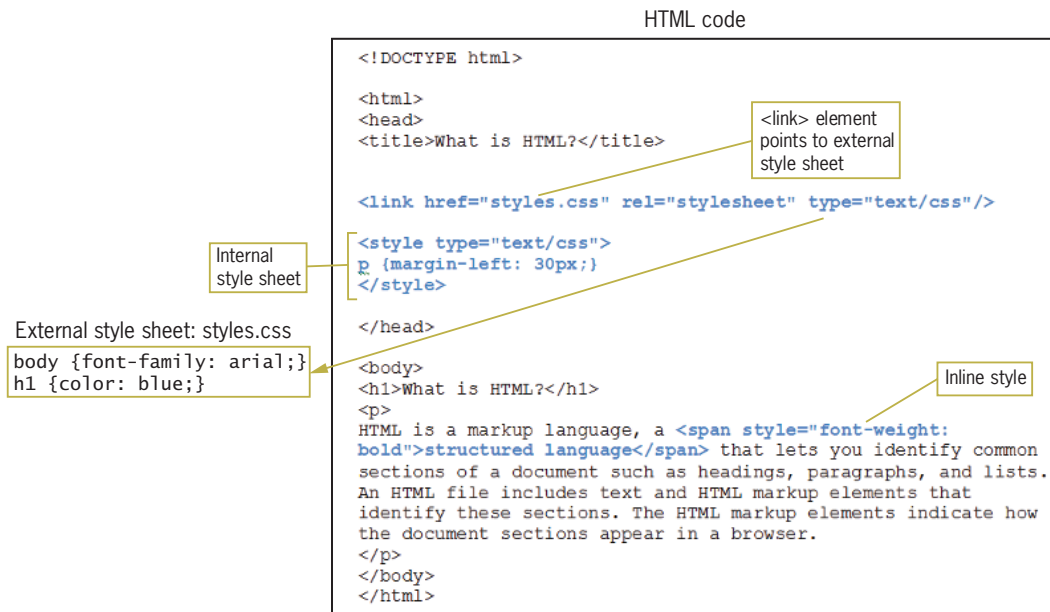 HTML code
<!DOCTYPE html>
<html>
<head>
<title>What is HTML?</title>
<link> element
points to external
style sheet
<link href="styles.css" rel="stylesheet" type="text/css"/>
Internal
style sheet
<style type="text/css">
p {margin-left: 30px;}
</style>
</head>
External style sheet: styles.css
body {font-family: arial;}
h1 {color: blue;}
<body>
<h1>What is HTML?</h1>
Inline style
<p>
HTML is a markup language, a <span style="font-weight:
bold">structured language</span> that lets you identify common
sections of a document such as headings, paragraphs, and lists.
An HTML file includes text and HTML markup elements that
identify these sections. The HTML markup elements indicate how
the document sections appear in a browser.
</p>
</body>
</html>